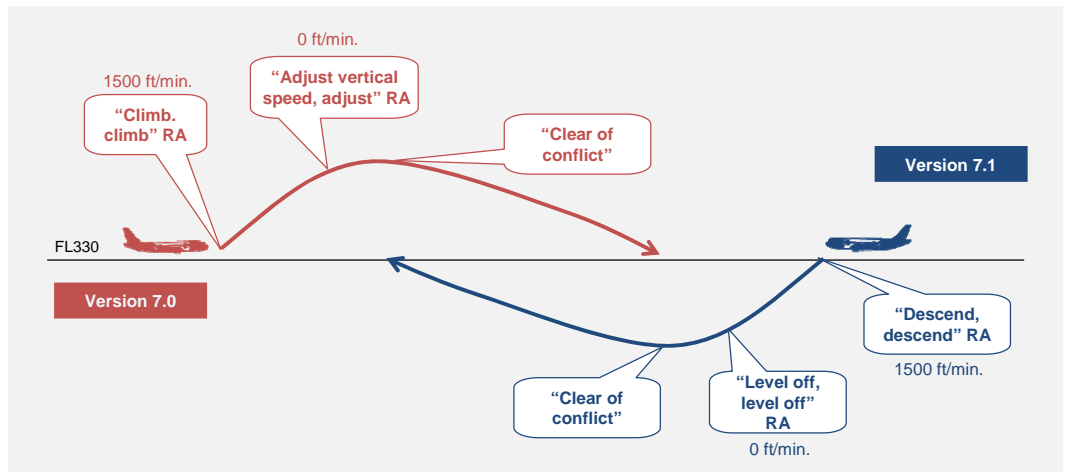 0 ft/min.
1500 ft/min.
“Adjust vertical
speed, adjust” RA
“Climb.
climb” RA
“Clear of
conflict”
Version 7.1
FL330
Version 7.0
“Descend,
descend” RA
1500 ft/min.
“Clear of
conflict”
“Level off,
level off”
RA
0 ft/min.